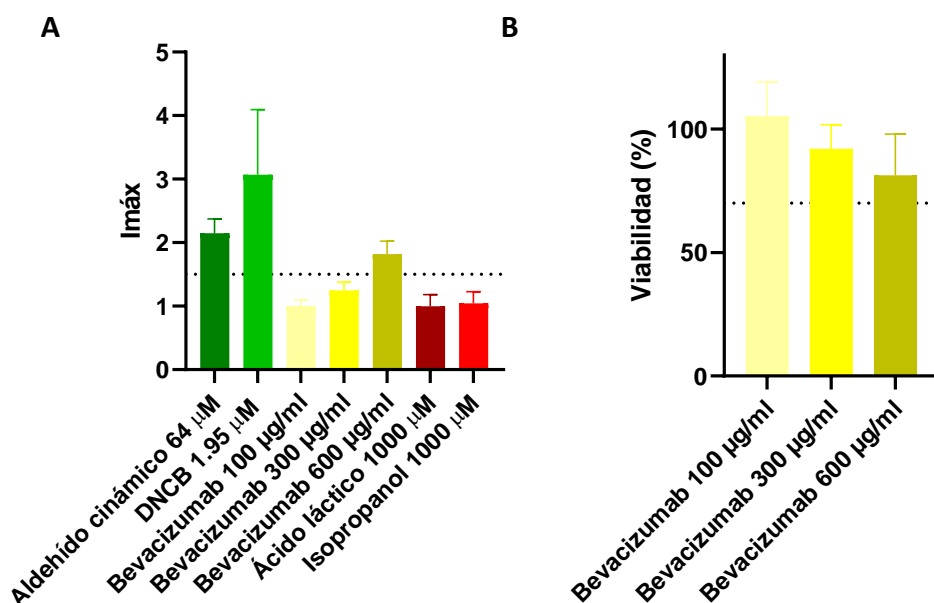 A
Imáx
5
4
3
2
1
0
Aldehído cinámico 64 μM
DNCB 1.95 μM
Bevacizumab 100 μg/ml
Bevacizumab 300 μg/ml
Bevacizumab 600 μg/ml
Ácido láctico 1000 μM
Isopropanol 1000 μM
B
Viabilidad (%)
100
50
0
Bevacizumab 100 μg/ml
Bevacizumab 300 μg/ml
Bevacizumab 600 μg/ml